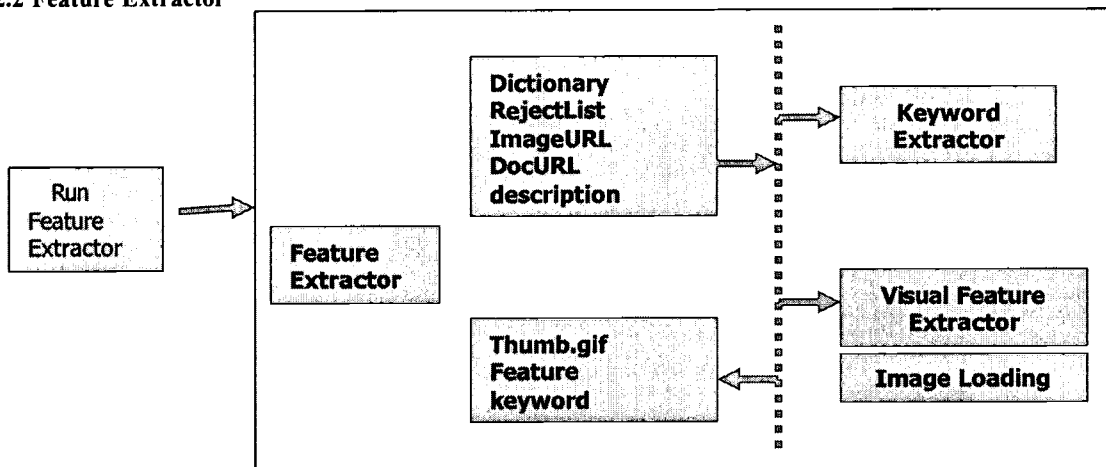 .2 Feature Extractor
Run
Feature
Extractor
Feature
Extractor
Dictionary
RejectList
ImageURL
DocURL
description
Thumb.gif
Feature
keyword
Keyword
Extractor
Visual Feature
Extractor
Image Loading